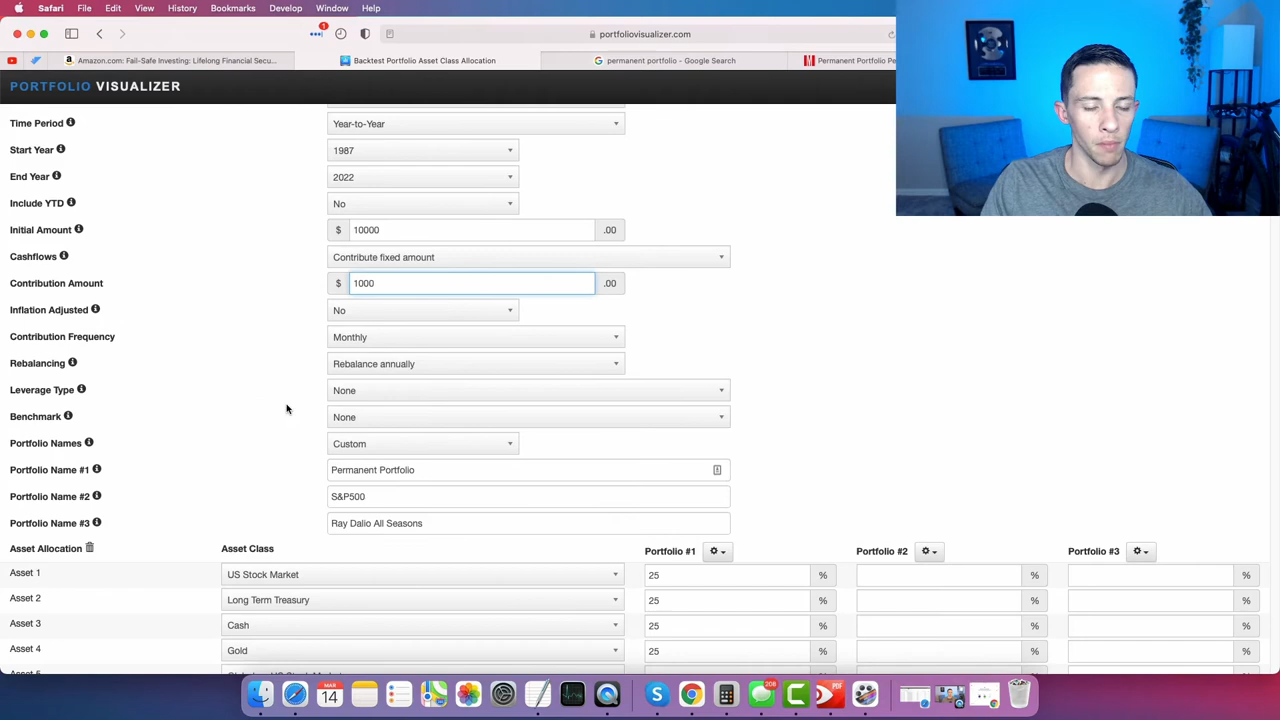 Safari File Edit View History Bookmarks Develop Window Help
1
portfoliovisualizer.com
Amazon.com: Fail-Safe Investing: Lifelong Financial Secu... Backtest Portfolio Asset Class Allocation permanent portfolio - Google Search Permanent Portfolio Pe
PORTFOLIO VISUALIZER
Time Period Year-to-Year
Start Year 1987
End Year 2022
Include YTD No
Initial Amount $ 10000 .00
Cashflows Contribute fixed amount
Contribution Amount $ 1000 .00
Inflation Adjusted No
Contribution Frequency Monthly
Rebalancing Rebalance annually
Leverage Type None
Benchmark None
Portfolio Names Custom
Portfolio Name #1 Permanent Portfolio
Portfolio Name #2 S&P500
Portfolio Name #3 Ray Dalio All Seasons
Asset Allocation Asset Class Portfolio #1 Portfolio #2 Portfolio #3
Asset 1 US Stock Market 25 % % %
Asset 2 Long Term Treasury 25 % % %
Asset 3 Cash 25 % % %
Asset 4 Gold 25 % % %
MAR
14
208
PDF